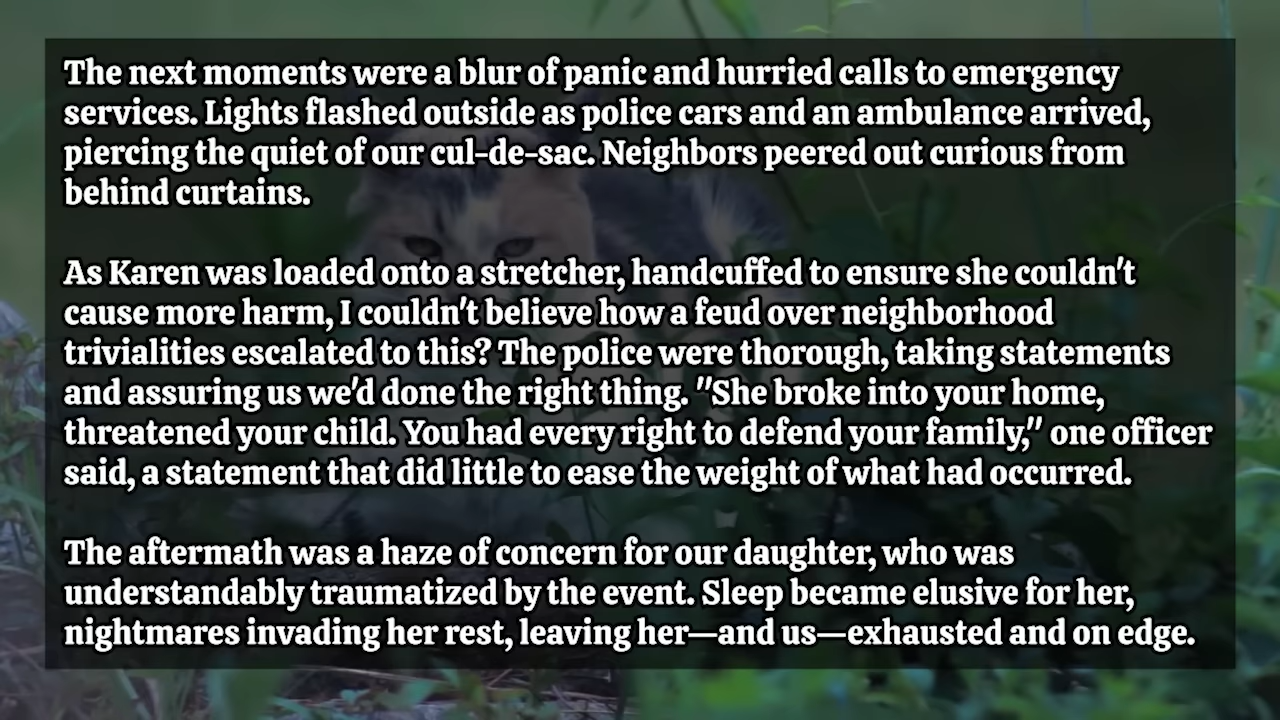 The next moments were a blur of panic and hurried calls to emergency
services. Lights flashed outside as police cars and an ambulance arrived,
piercing the quiet of our cul-de-sac. Neighbors peered out curious from
behind curtains.
As Karen was loaded onto a stretcher, handcuffed to ensure she couldn't
cause more harm, I couldn't believe how a feud over neighborhood
trivialities escalated to this? The police were thorough, taking statements
and assuring us we'd done the right thing. "She broke into your home,
threatened your child. You had every right to defend your family," one officer
said, a statement that did little to ease the weight of what had occurred.
The aftermath was a haze of concern for our daughter, who was
understandably traumatized by the event. Sleep became elusive for her,
nightmares invading her rest, leaving her—and us—exhausted and on edge.